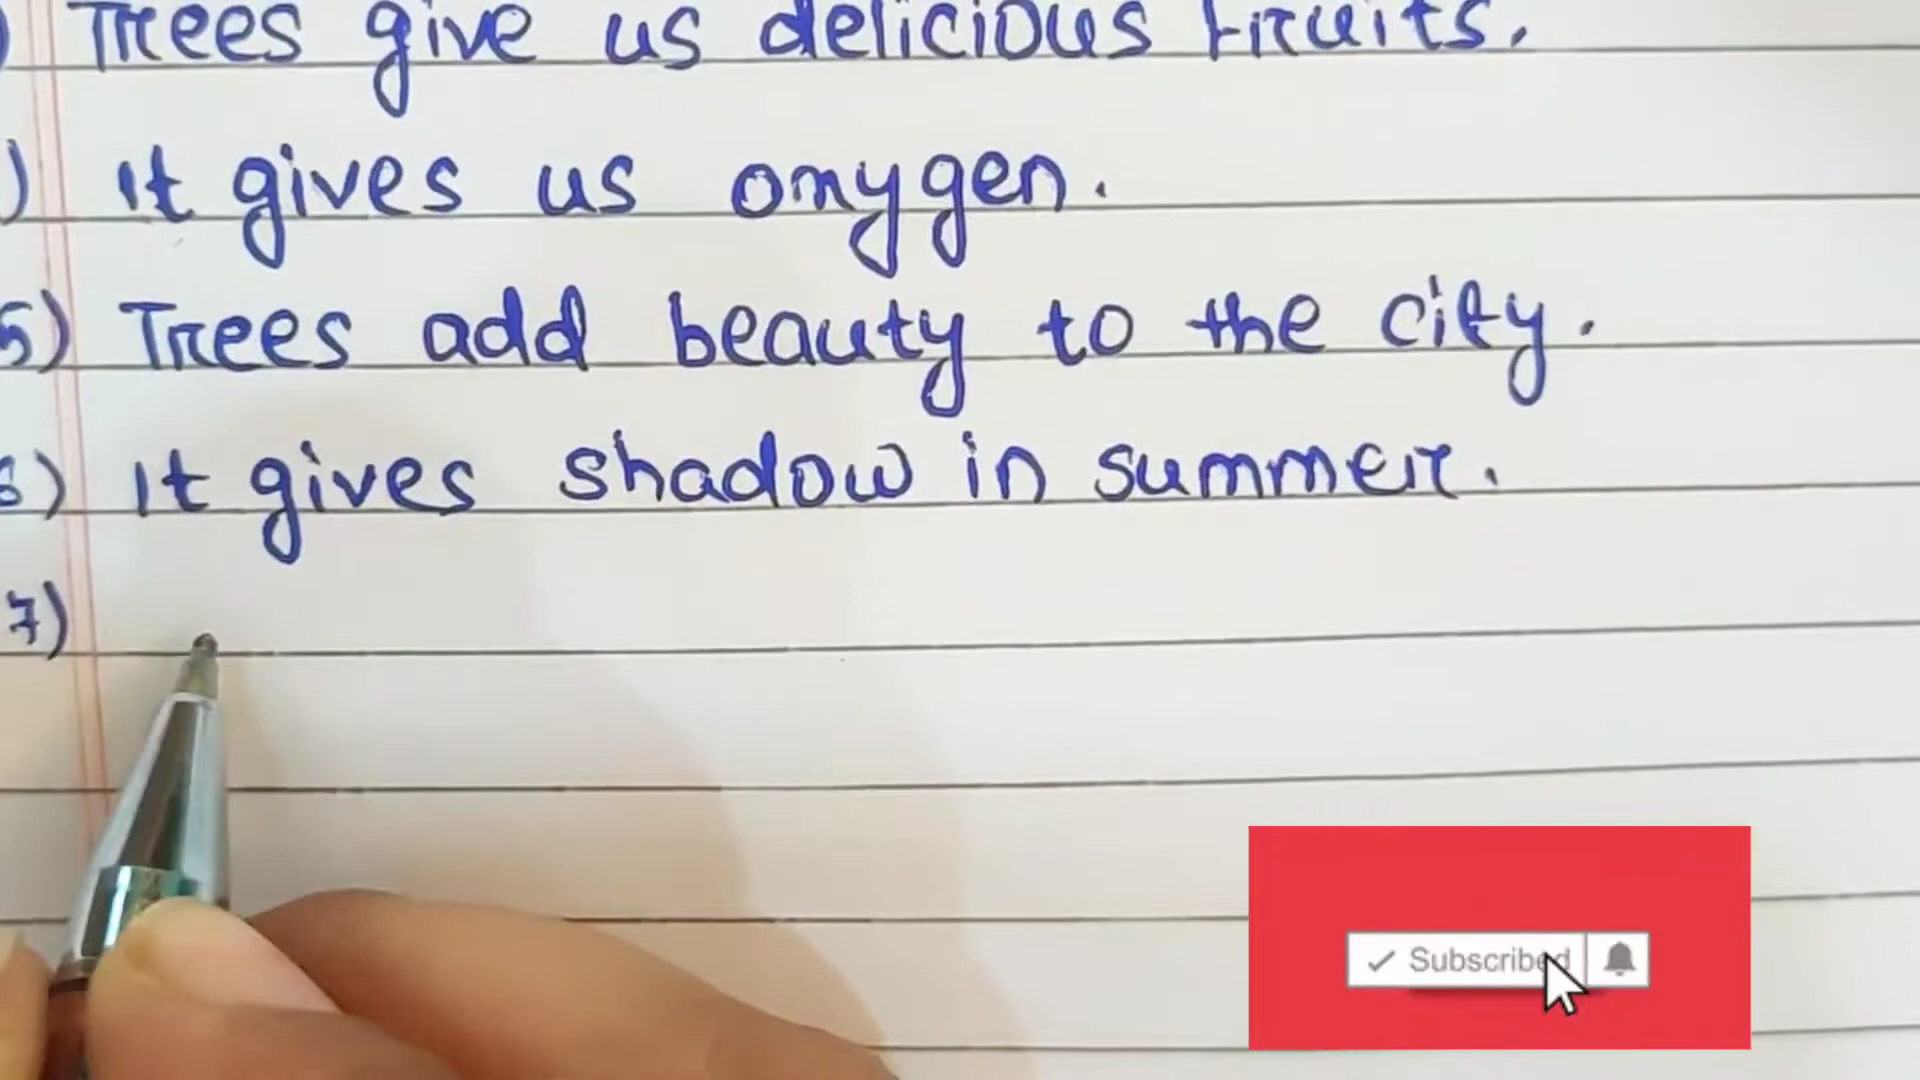 ) Trees give us delicious fruits.
) It gives us oxygen.
5) Trees add beauty to the city.
6) It gives shadow in summer.
7)
Subscribed